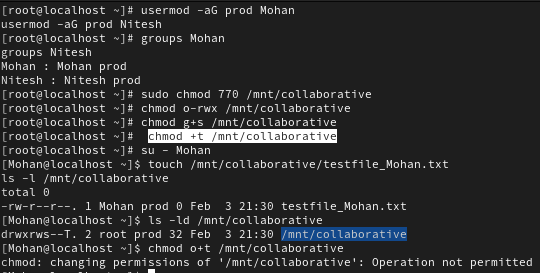 [root@localhost ~]# usermod -aG prod Mohan
usermod -aG prod Nitesh
[root@localhost ~]# groups Mohan
groups Nitesh
Mohan : Mohan prod
Nitesh : Nitesh prod
[root@localhost ~]# sudo chmod 770 /mnt/collaborative
[root@localhost ~]# chmod o-rwx /mnt/collaborative
[root@localhost ~]# chmod g+s /mnt/collaborative
[root@localhost ~]#  chmod +t /mnt/collaborative
[root@localhost ~]# su - Mohan
[Mohan@localhost ~]$ touch /mnt/collaborative/testfile_Mohan.txt
ls -l /mnt/collaborative
total 0
-rw-r--r--. 1 Mohan prod 0 Feb  3 21:30 testfile_Mohan.txt
[Mohan@localhost ~]$ ls -ld /mnt/collaborative
drwxrws--T. 2 root prod 32 Feb  3 21:30 /mnt/collaborative
[Mohan@localhost ~]$ chmod o+t /mnt/collaborative
chmod: changing permissions of '/mnt/collaborative': Operation not permitted